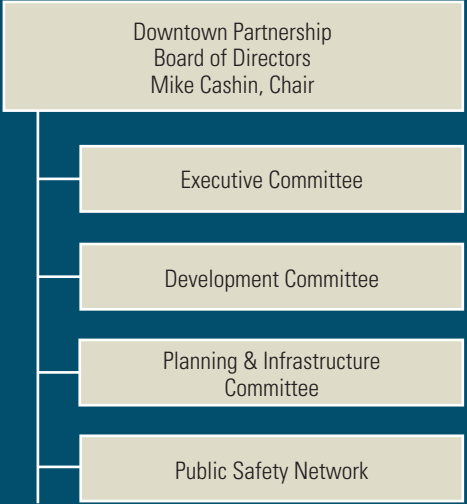 Downtown Partnership
Board of Directors
Mike Cashin, Chair
Executive Committee
Development Committee
Planning & Infrastructure
Committee
Public Safety Network